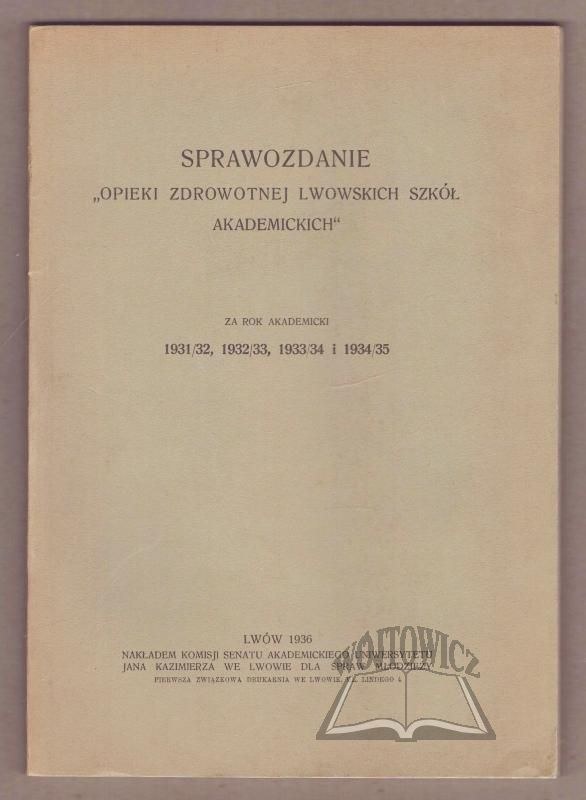 SPRAWOZDANIE
„OPIEKI ZDROWOTNEJ LWOWSKICH SZKÓŁ
AKADEMICKICH“
ZA ROK AKADEMICKI
1931/32, 1932/33, 1933/34 i 1934/35
LWÓW 1936
NAKŁADEM KOMISJI SENATU AKADEMICKIEGO UNIWERSYTETU
JANA KAZIMIERZA WE LWOWIE DLA SPRAW MŁODZIEŻY
PIERWSZA ZWIĄZKOWA DRUKARNIA WE LWOWIE, UL. LINDEGO 4
WÓJTOWICZ